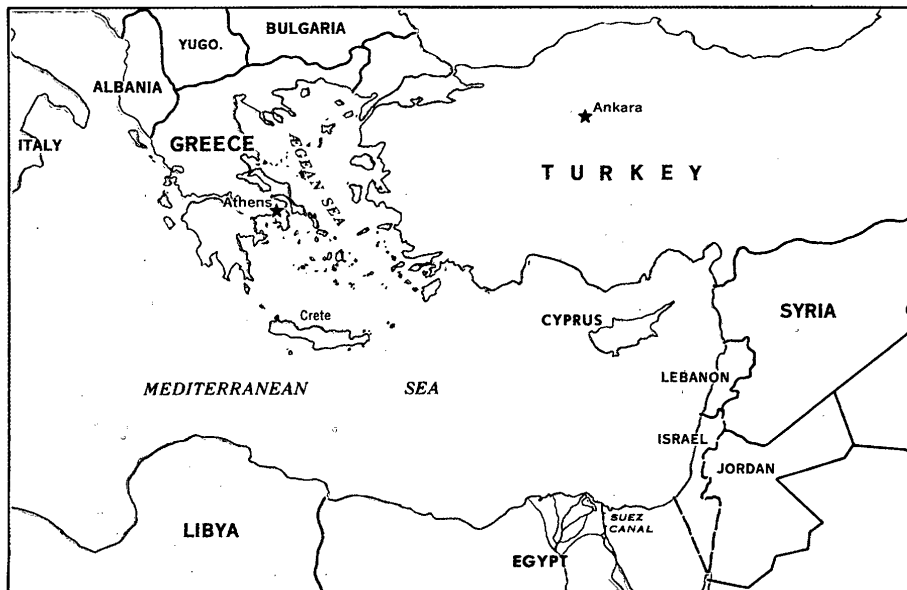 BULGARIA
YUGO.
ALBANIA
Ankara
ITALY
GREECE
ÆGEAN SEA
TURKEY
Athens
SYRIA
Crete
CYPRUS
LEBANON
MEDITERRANEAN SEA
ISRAEL
JORDAN
LIBYA
SUEZ
CANAL
EGYPT